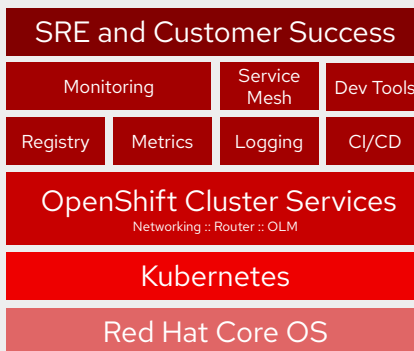 SRE and Customer Success
Monitoring
Service
Mesh
Dev Tools
Registry
Metrics
Logging
CI/CD
OpenShift Cluster Services
Networking :: Router :: OLM
Kubernetes
Red Hat Core OS